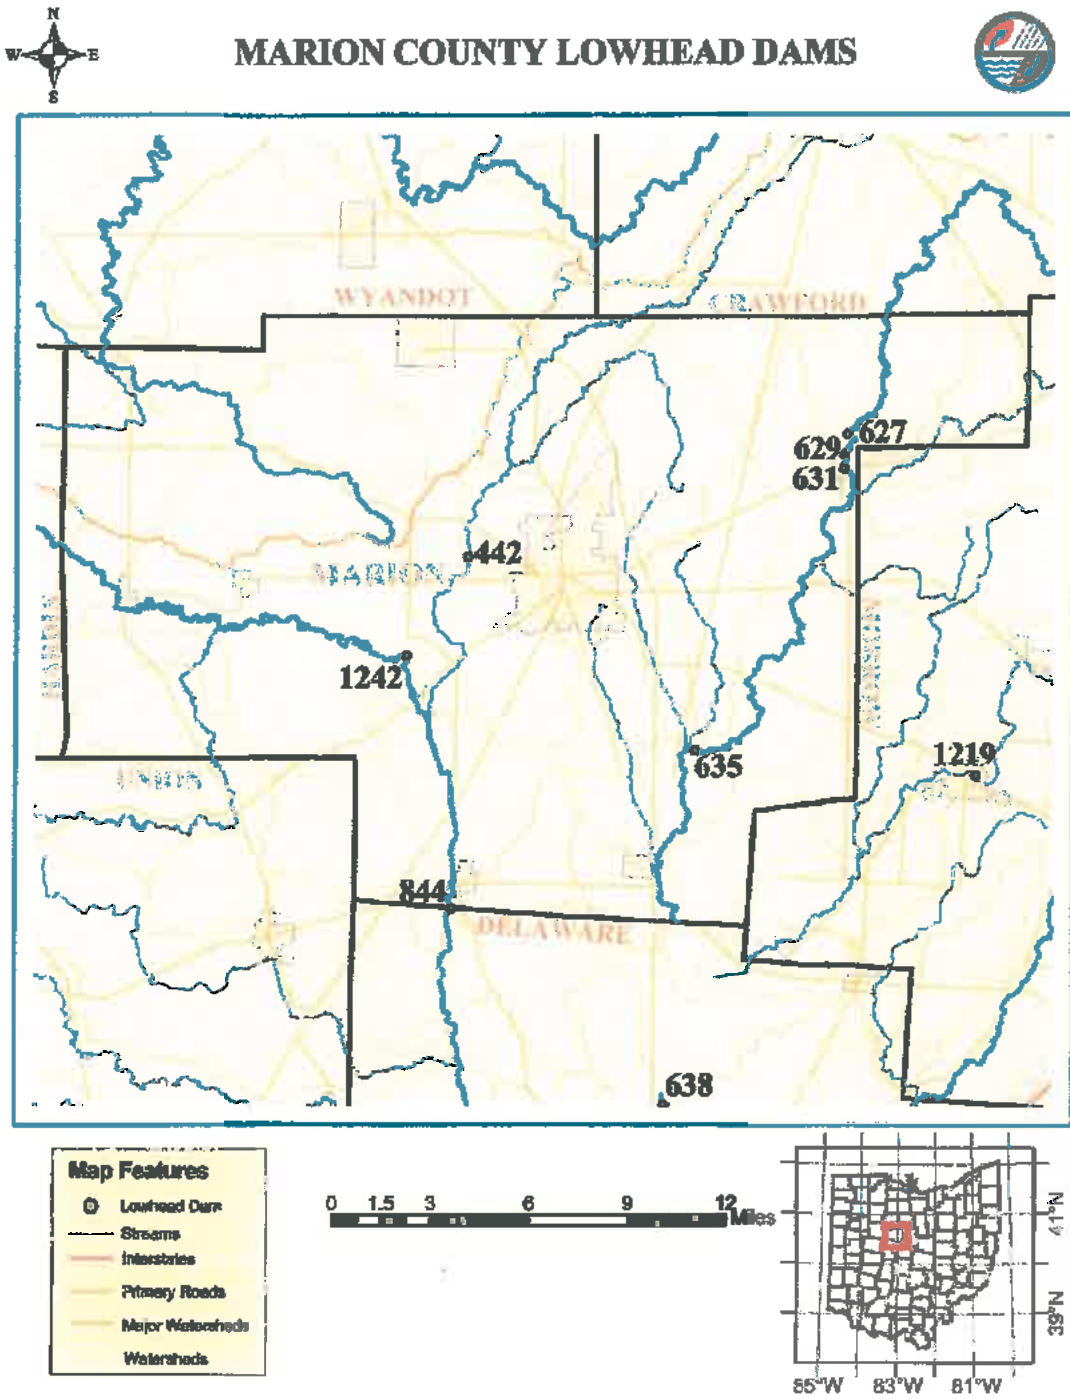 N
W E
S
MARION COUNTY LOWHEAD DAMS
WYANDOT
CRAWFORD
627
629
631
442
MARION
HARDIN
MORROW
1242
635
1219
UNION
844
DELAWARE
638
Map Features
Lowhead Dam
Streams
Interstates
Primary Roads
Major Watersheds
Watersheds
0 1.5 3 6 9 12
Miles
41°N
39°N
85°W 83°W 81°W